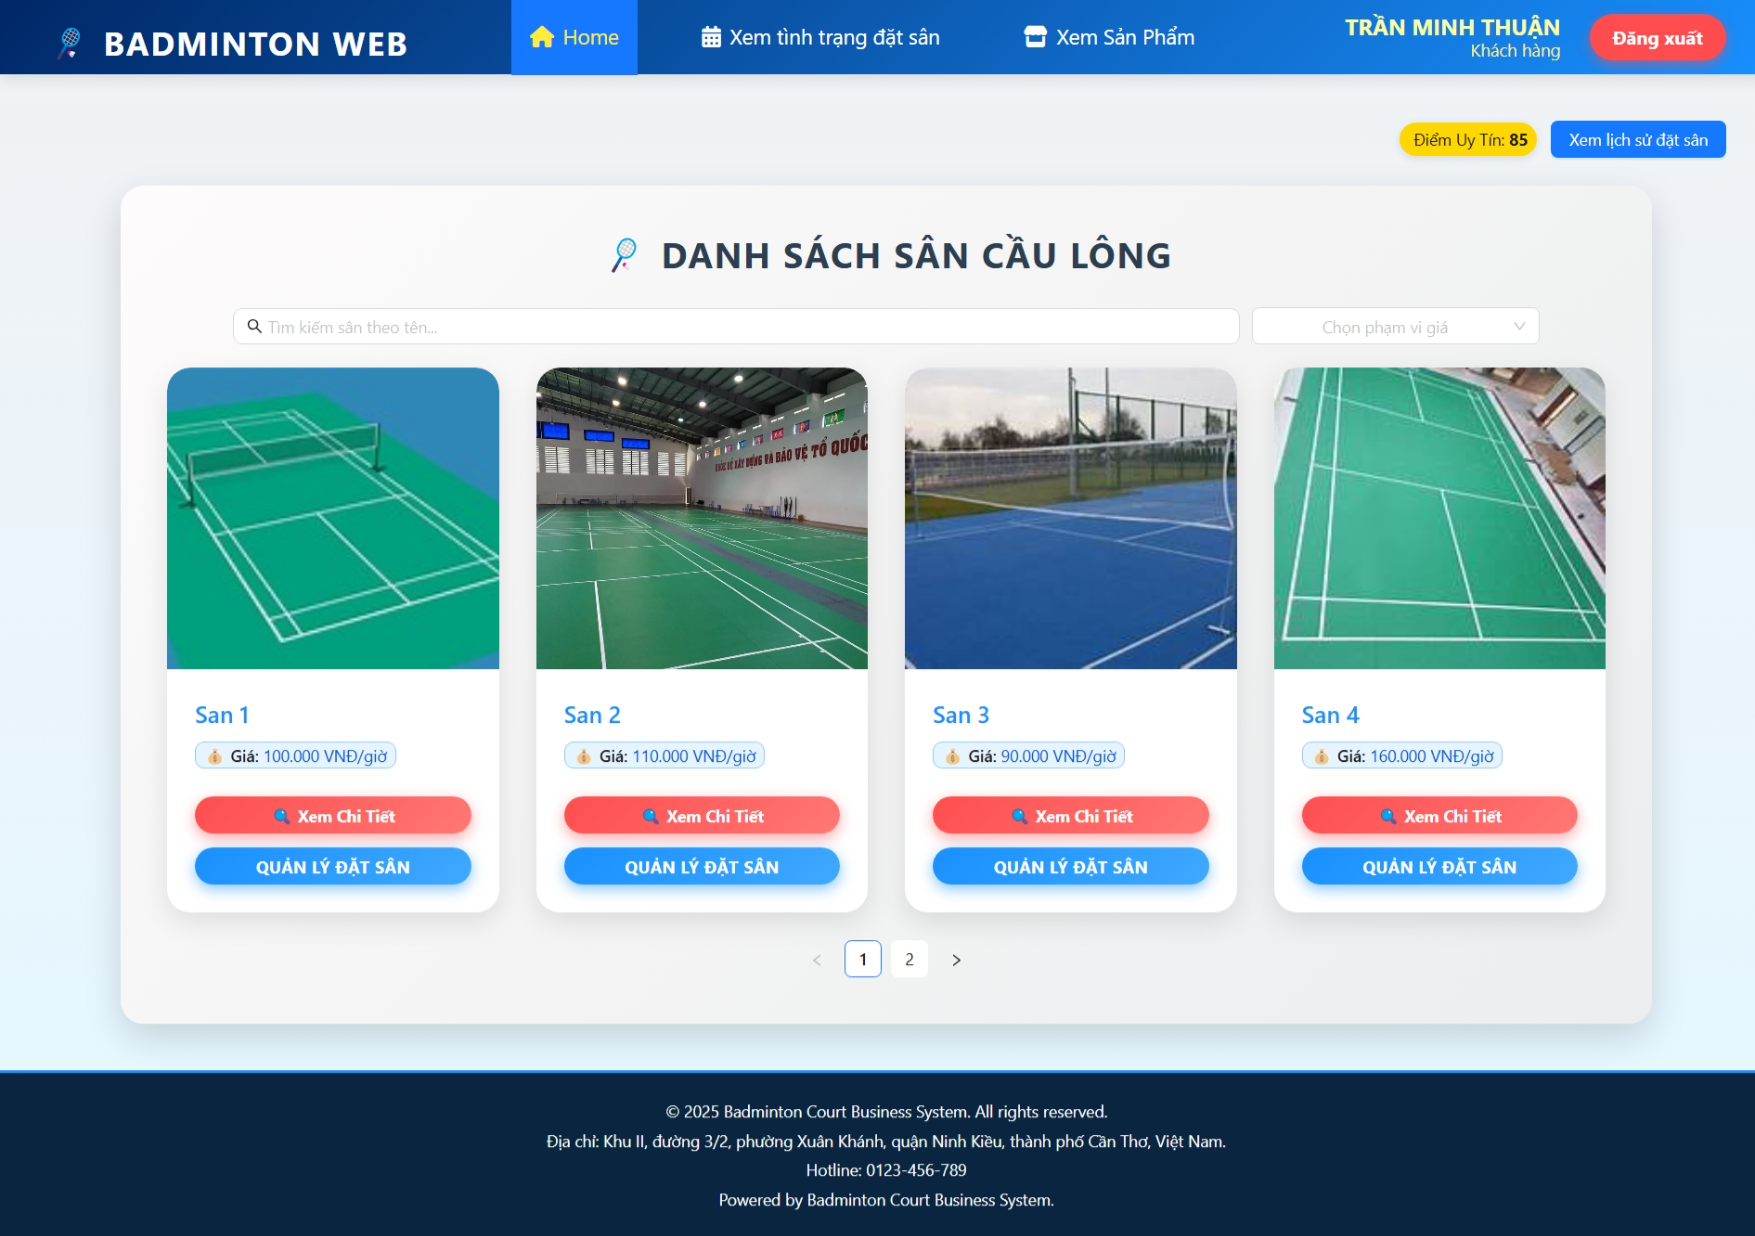 BADMINTON WEB
Home
Xem tình trạng đặt sân
Xem Sản Phẩm
TRẦN MINH THUẬN
Khách hàng
Đăng xuất
Điểm Uy Tín: 85
Xem lịch sử đặt sân
DANH SÁCH SÂN CẦU LÔNG
Tìm kiếm sân theo tên...
Chọn phạm vi giá
VÀ BẢO VỆ TỔ QUỐC
San 1
Giá: 100.000 VNĐ/giờ
Xem Chi Tiết
QUẢN LÝ ĐẶT SÂN
San 2
Giá: 110.000 VNĐ/giờ
Xem Chi Tiết
QUẢN LÝ ĐẶT SÂN
San 3
Giá: 90.000 VNĐ/giờ
Xem Chi Tiết
QUẢN LÝ ĐẶT SÂN
San 4
Giá: 160.000 VNĐ/giờ
Xem Chi Tiết
QUẢN LÝ ĐẶT SÂN
< 1 2 >
© 2025 Badminton Court Business System. All rights reserved.
Địa chỉ: Khu II, đường 3/2, phường Xuân Khánh, quận Ninh Kiều, thành phố Cần Thơ, Việt Nam.
Hotline: 0123-456-789
Powered by Badminton Court Business System.